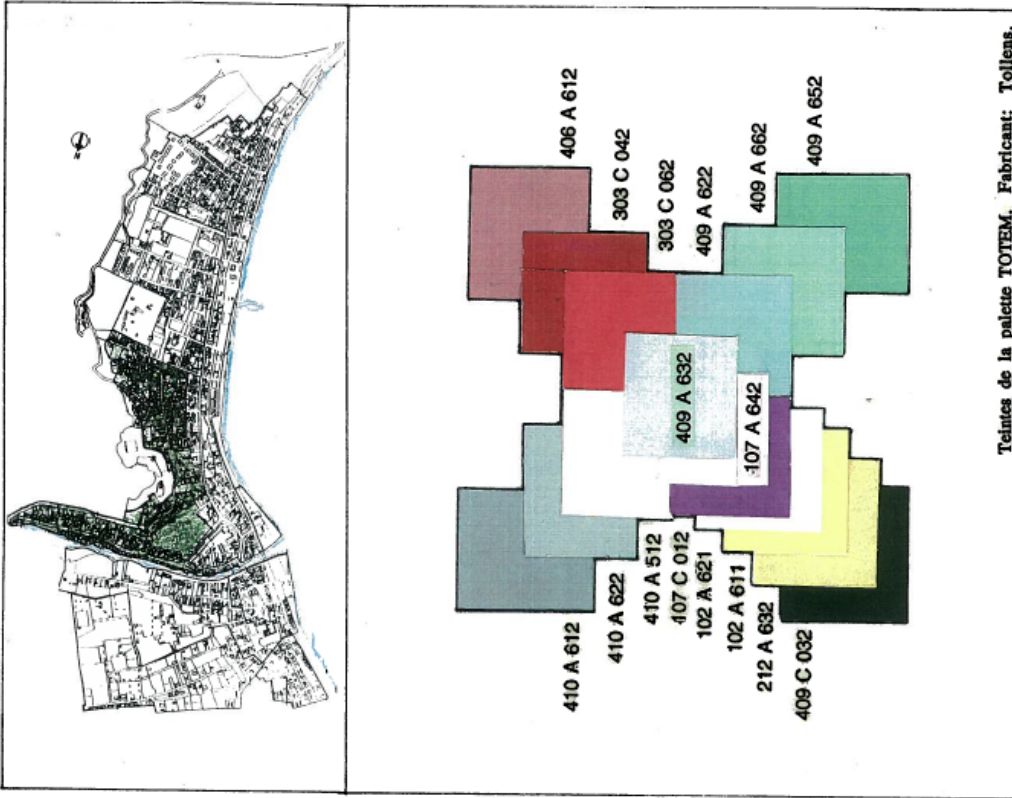 N
406 A 612
303 C 042
303 C 062
409 A 622
409 A 662
409 A 652
409 A 632
107 A 642
410 A 612
410 A 622
410 A 512
107 C 012
102 A 621
102 A 611
212 A 632
409 C 032
Teintes de la palette TOTEM. Fabricant: Tollens.